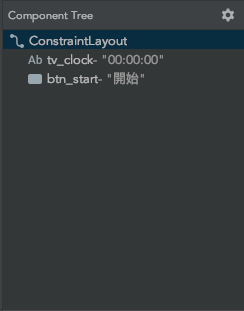 Component Tree
ConstraintLayout
Ab tv_clock- "00:00:00"
btn_start- "開始"